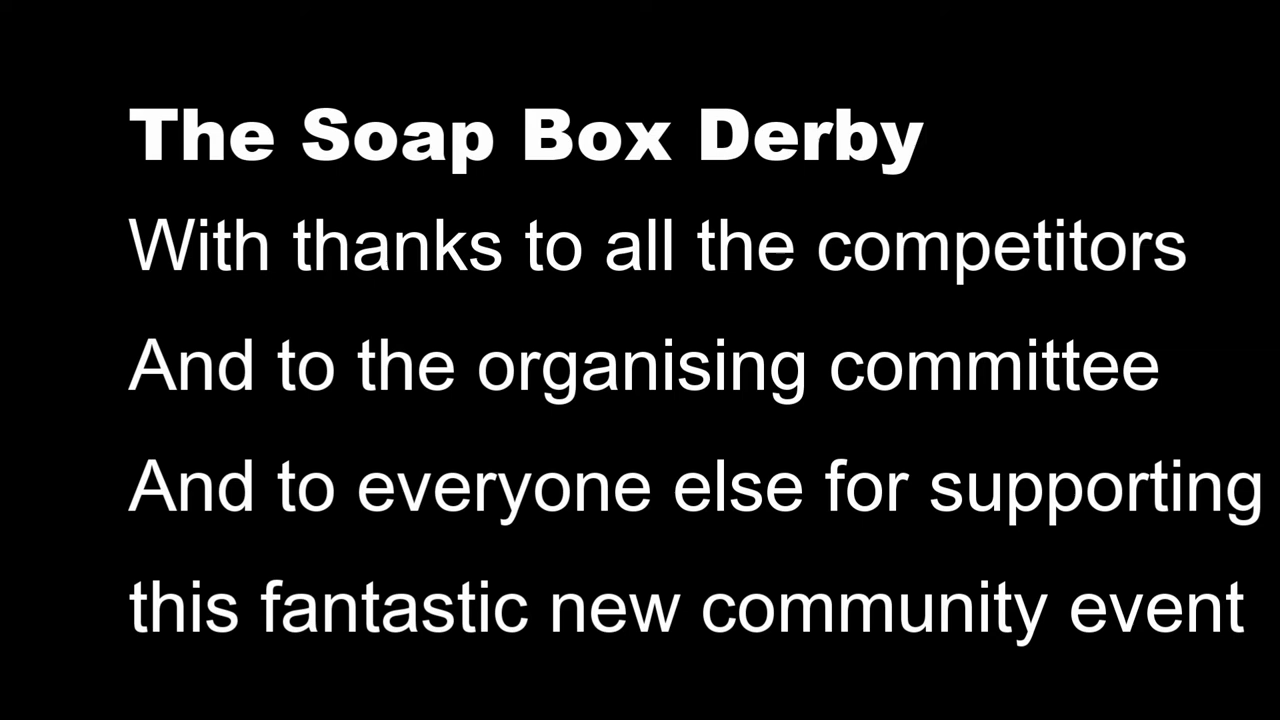 The Soap Box Derby
With thanks to all the competitors
And to the organising committee
And to everyone else for supporting
this fantastic new community event